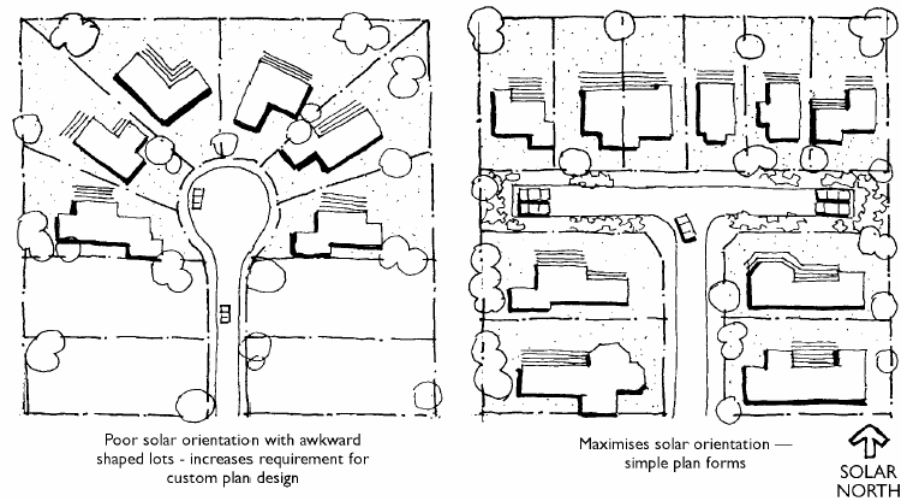 Poor solar orientation with awkward
shaped lots - increases requirement for
custom plan design
Maximises solar orientation —
simple plan forms
SOLAR
NORTH